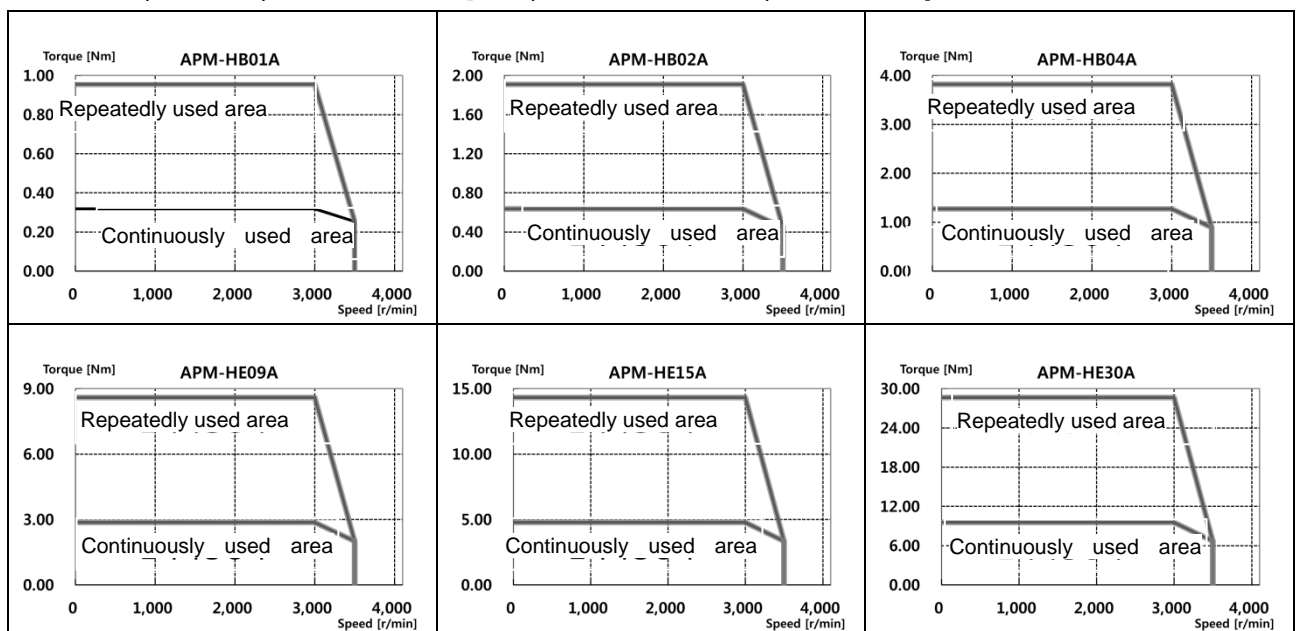 Torque [Nm] APM-HB01A
1.00
0.80 Repeatedly used area
0.60
0.40
0.20 Continuously used area
0.00
0 1,000 2,000 3,000 4,000
Speed [r/min]
Torque [Nm] APM-HB02A
2.00
Repeatedly used area
1.60
1.20
0.80
0.40 Continuously used area
0.00
0 1,000 2,000 3,000 4,000
Speed [r/min]
Torque [Nm] APM-HB04A
4.00
Repeatedly used area
3.00
2.00
1.00
Continuously used area
0.00
0 1,000 2,000 3,000 4,000
Speed [r/min]
Torque [Nm] APM-HE09A
9.00
Repeatedly used area
6.00
3.00
Continuously used area
0.00
0 1,000 2,000 3,000 4,000
Speed [r/min]
Torque [Nm] APM-HE15A
15.00
Repeatedly used area
10.00
5.00
Continuously used area
0.00
0 1,000 2,000 3,000 4,000
Speed [r/min]
Torque [Nm] APM-HE30A
30.00
Repeatedly used area
24.00
18.00
12.00
6.00 Continuously used area
0.00
0 1,000 2,000 3,000 4,000
Speed [r/min]